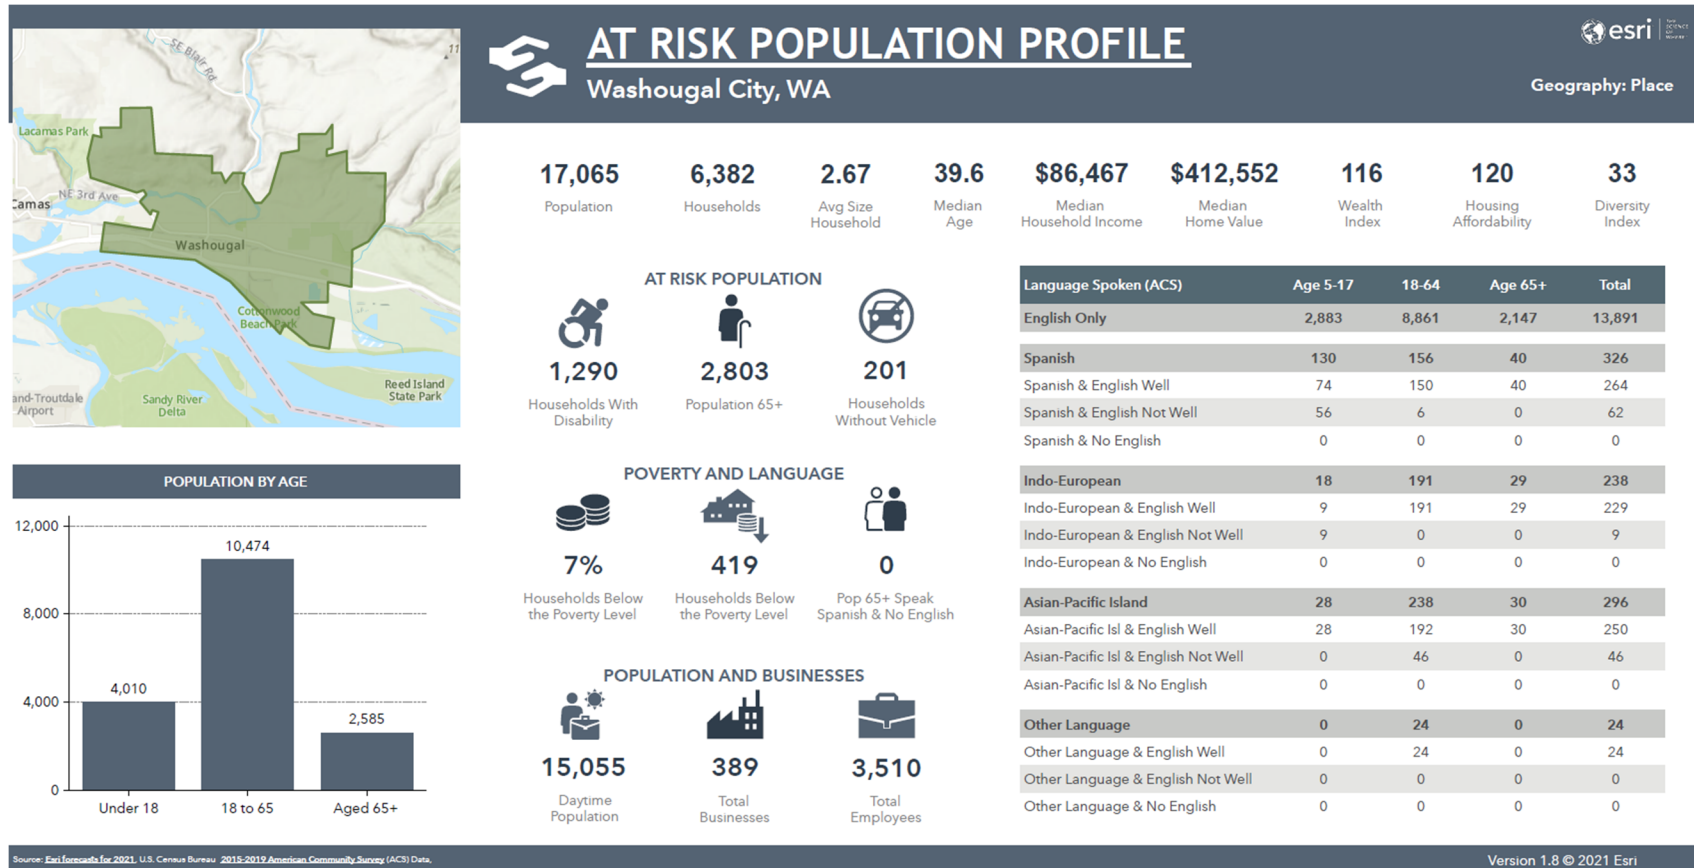 AT RISK POPULATION PROFILE
Washougal City, WA
esri
THE
SCIENCE
OF
WHERE
Geography: Place
SE Blair Rd
11
Lacamas Park
NE 3rd Ave
Camas
Washougal
Cottonwood
Beach Park
Reed Island
State Park
and-Troutdale
Airport
Sandy River
Delta
17,065
Population
6,382
Households
2.67
Avg Size
Household
39.6
Median
Age
$86,467
Median
Household Income
$412,552
Median
Home Value
116
Wealth
Index
120
Housing
Affordability
33
Diversity
Index
AT RISK POPULATION
1,290
Households With
Disability
2,803
Population 65+
201
Households
Without Vehicle
POVERTY AND LANGUAGE
7%
Households Below
the Poverty Level
419
Households Below
the Poverty Level
0
Pop 65+ Speak
Spanish & No English
POPULATION AND BUSINESSES
15,055
Daytime
Population
389
Total
Businesses
3,510
Total
Employees
POPULATION BY AGE
12,000
8,000
4,000
0
4,010
10,474
2,585
Under 18
18 to 65
Aged 65+
Language Spoken (ACS) Age 5-17 18-64 Age 65+ Total
English Only 2,883 8,861 2,147 13,891
Spanish 130 156 40 326
Spanish & English Well 74 150 40 264
Spanish & English Not Well 56 6 0 62
Spanish & No English 0 0 0 0
Indo-European 18 191 29 238
Indo-European & English Well 9 191 29 229
Indo-European & English Not Well 9 0 0 9
Indo-European & No English 0 0 0 0
Asian-Pacific Island 28 238 30 296
Asian-Pacific Isl & English Well 28 192 30 250
Asian-Pacific Isl & English Not Well 0 46 0 46
Asian-Pacific Isl & No English 0 0 0 0
Other Language 0 24 0 24
Other Language & English Well 0 24 0 24
Other Language & English Not Well 0 0 0 0
Other Language & No English 0 0 0 0
Source: Esri forecasts for 2021, U.S. Census Bureau 2015-2019 American Community Survey (ACS) Data,
Version 1.8 © 2021 Esri